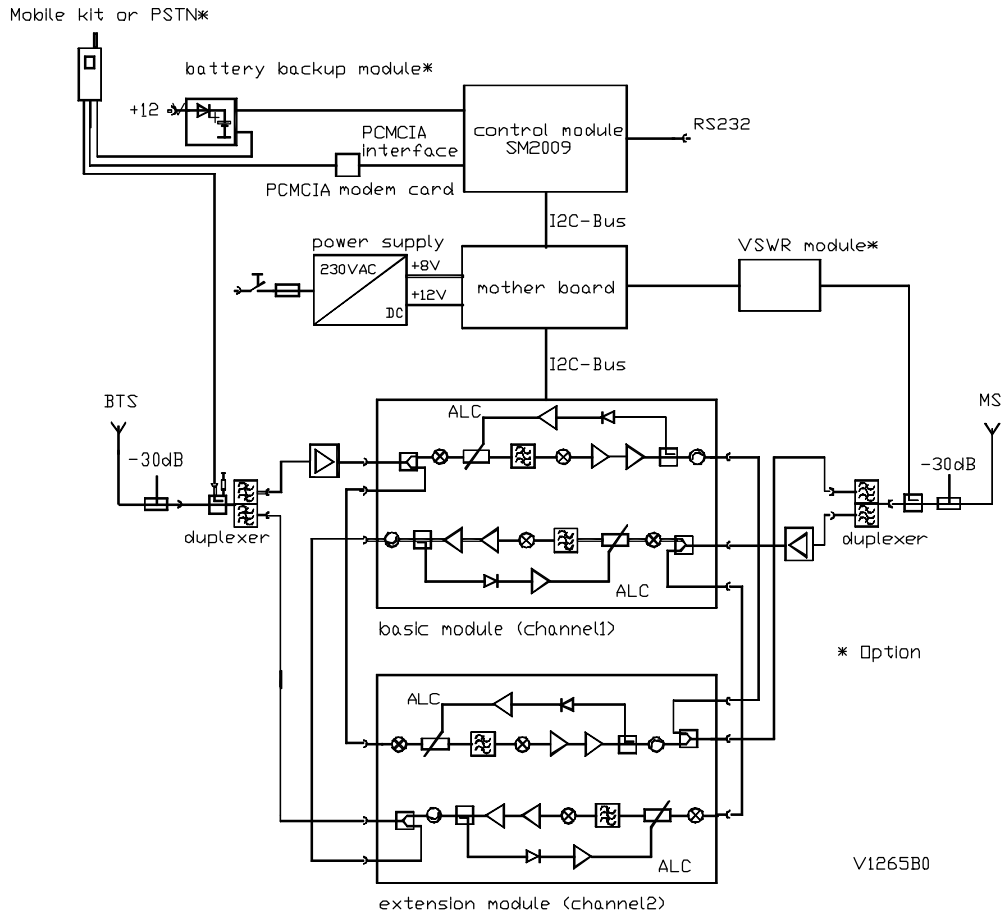 Mobile kit or PSTN*
battery backup module*
+12 V
control module
SM2009
RS232
PCMCIA
interface
PCMCIA modem card
I2C-Bus
power supply
VSWR module*
230VAC
+8V
mother board
+12V
DC
I2C-Bus
BTS
ALC
MS
-30dB
-30dB
duplexer
duplexer
ALC
basic module (channel1)
* Option
ALC
ALC
V1265B0
extension module (channel2)